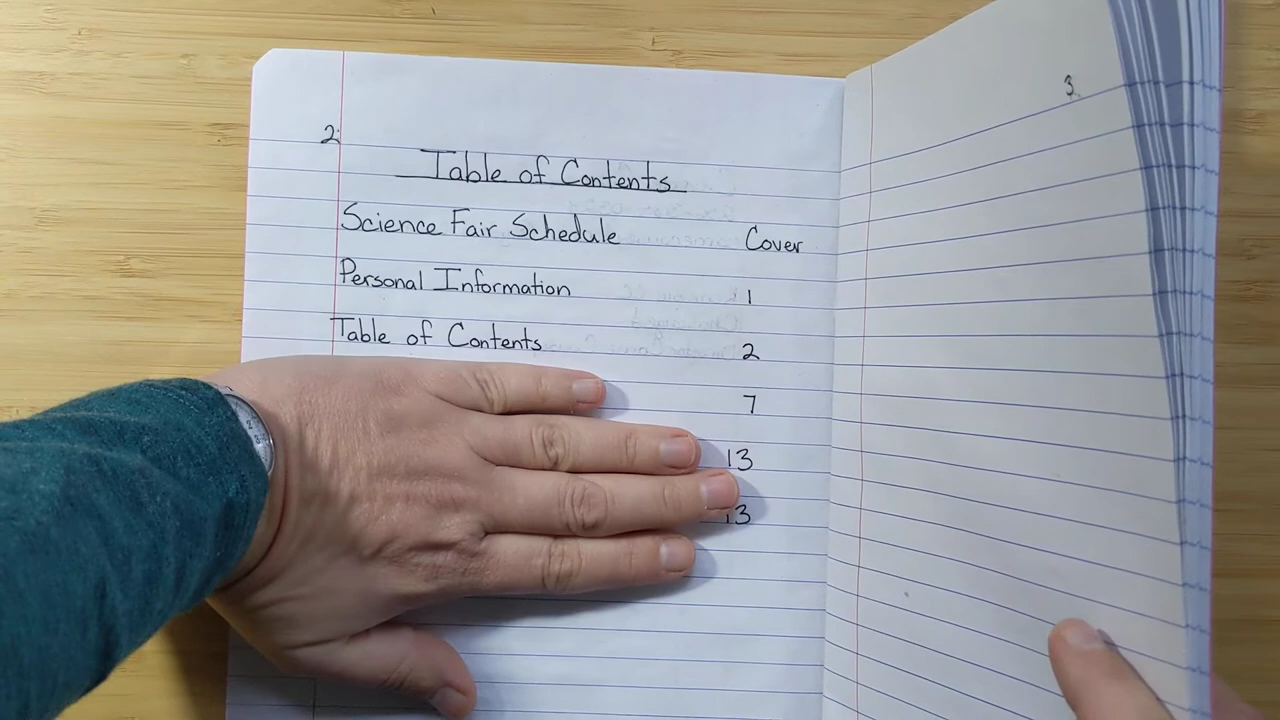 2
3
Table of Contents
Science Fair Schedule Cover
Personal Information 1
Table of Contents 2
7
13
13